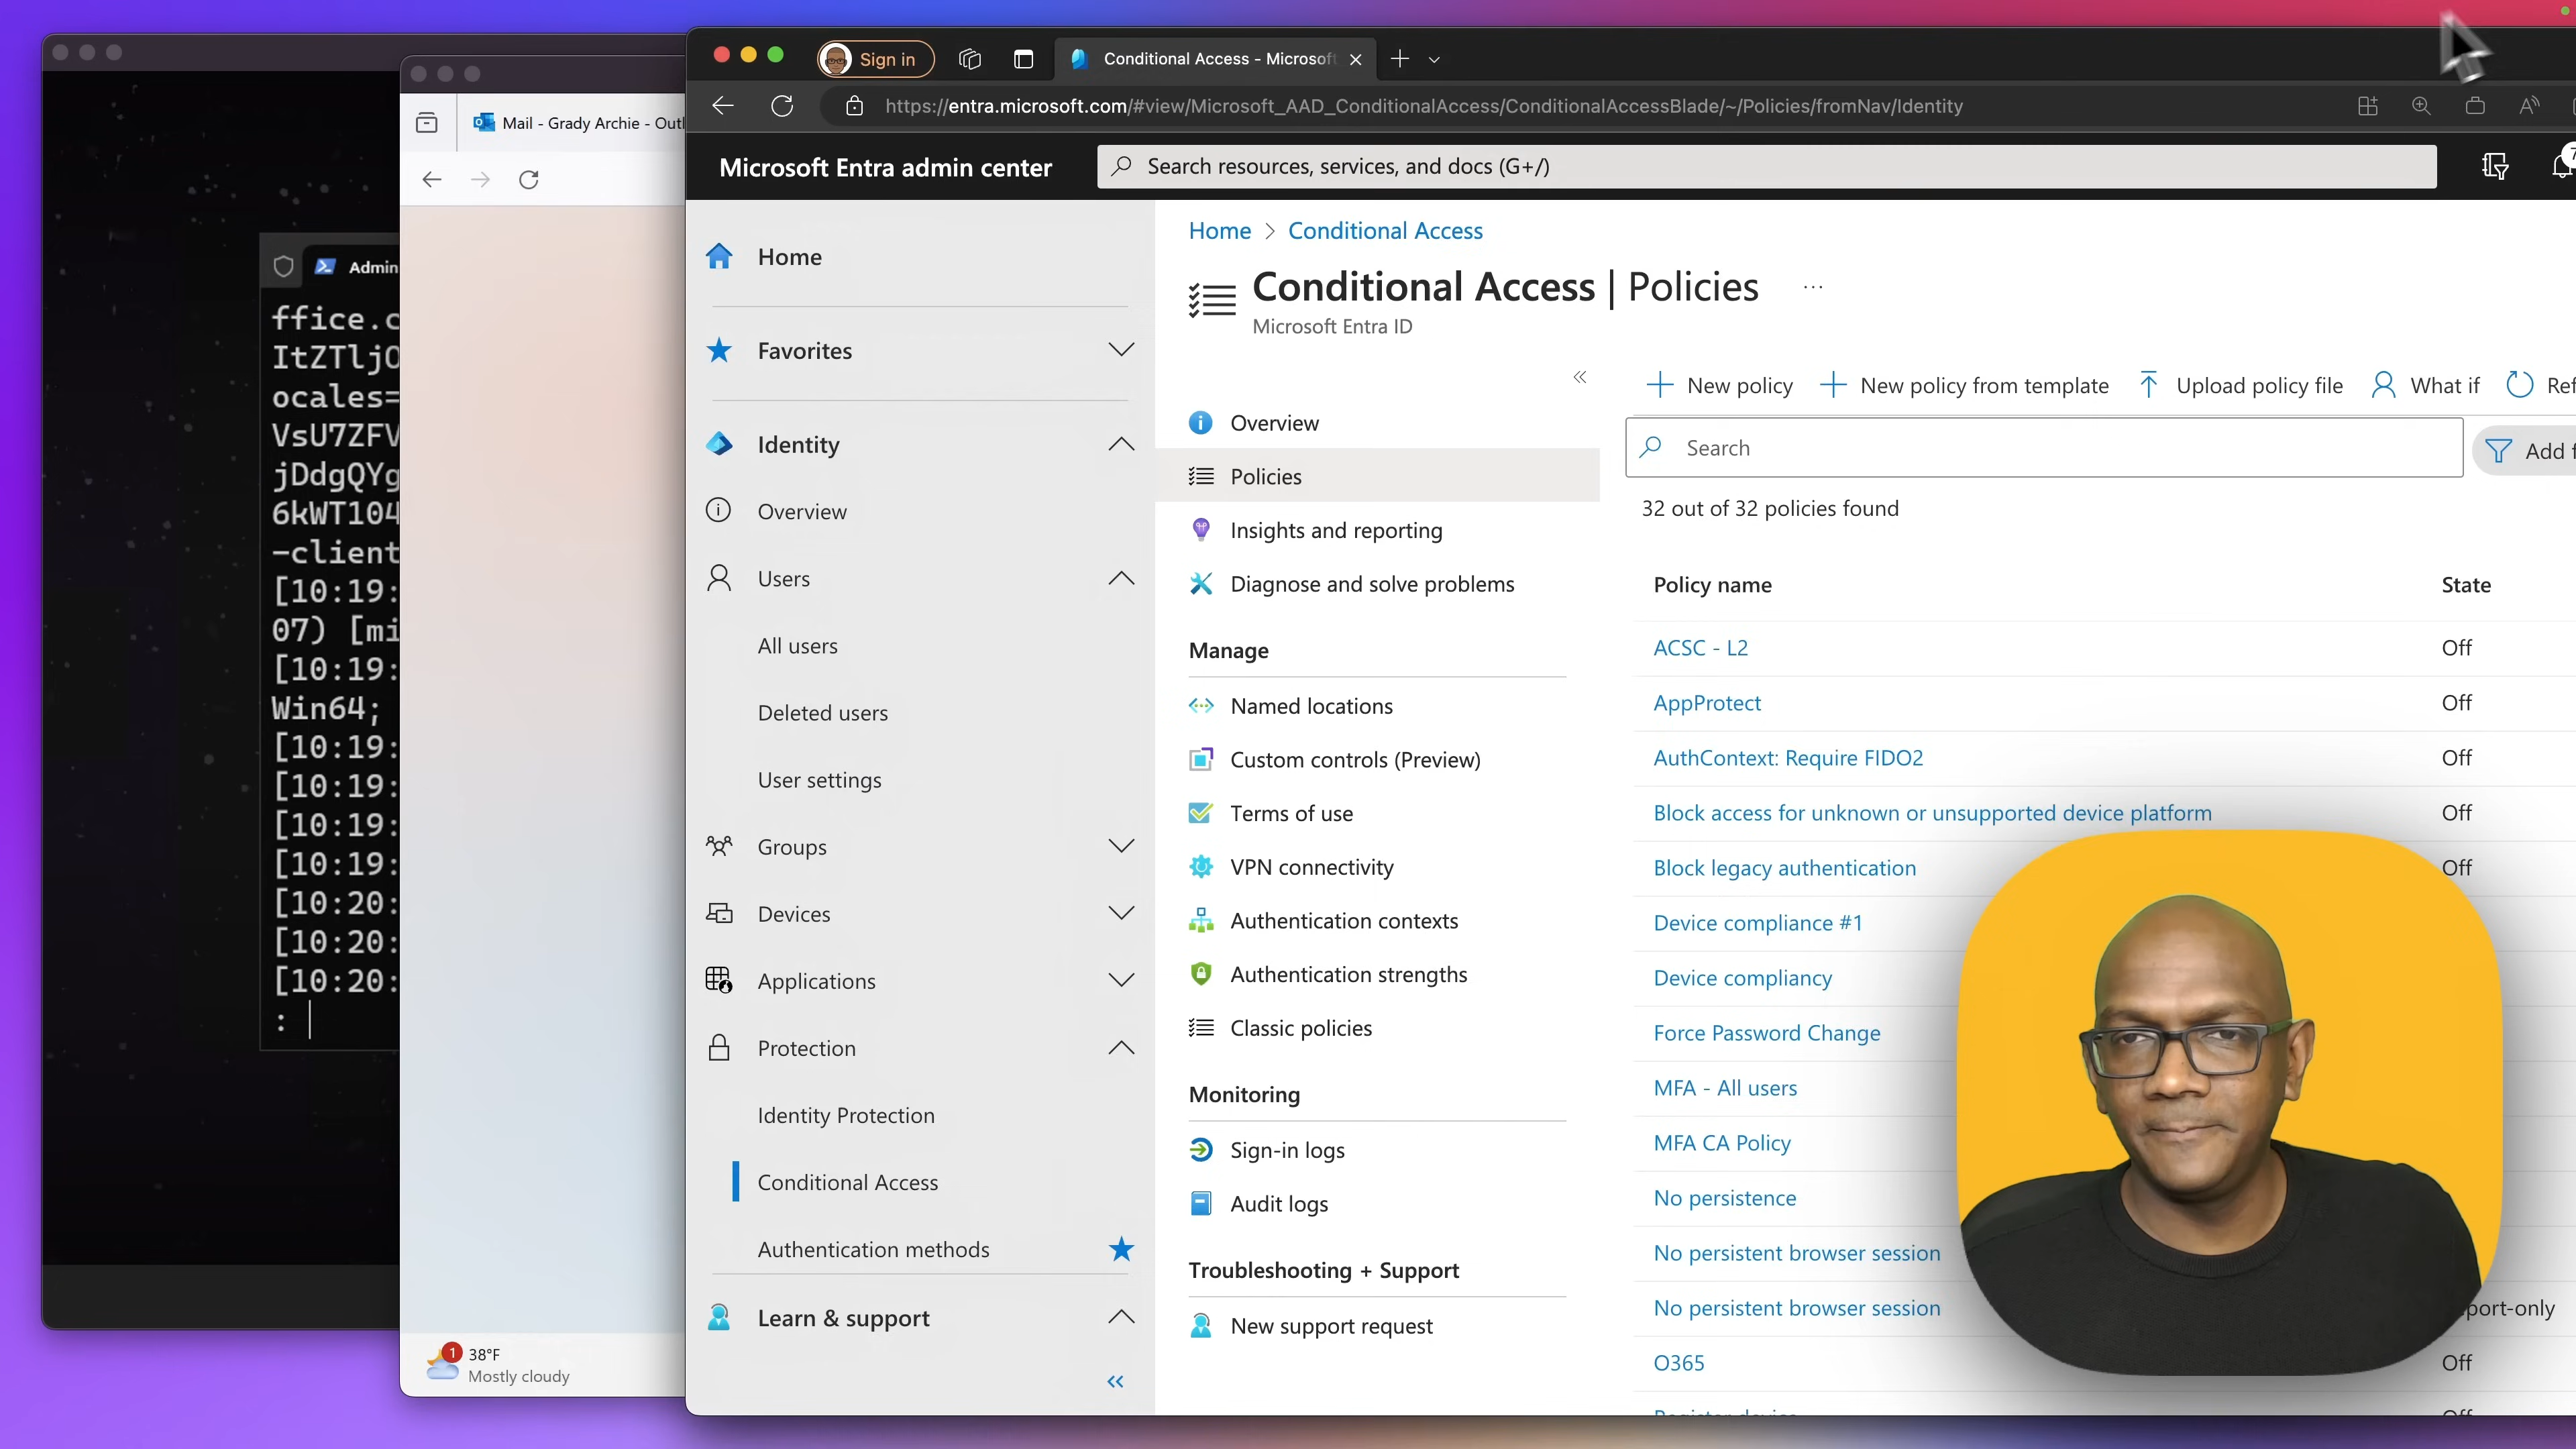 Sign in
Conditional Access - Microsof
Mail - Grady Archie - Outl
https://entra.microsoft.com/#view/Microsoft_AAD_ConditionalAccess/ConditionalAccessBlade/~/Policies/fromNav/Identity
Microsoft Entra admin center
Search resources, services, and docs (G+/)
Admin
ffice.c
ItZTljO
ocales=
VsU7ZFV
jDdgQYg
6kWT104
-client
[10:19:
07) [mi
[10:19:
Win64;
[10:19:
[10:19:
[10:19:
[10:19:
[10:20:
[10:20:
[10:20:
:
1
38°F
Mostly cloudy
Home
Favorites
Identity
Overview
Users
All users
Deleted users
User settings
Groups
Devices
Applications
Protection
Identity Protection
Conditional Access
Authentication methods
Learn & support
Home > Conditional Access
Conditional Access | Policies
Microsoft Entra ID
Overview
Policies
Insights and reporting
Diagnose and solve problems
Manage
Named locations
Custom controls (Preview)
Terms of use
VPN connectivity
Authentication contexts
Authentication strengths
Classic policies
Monitoring
Sign-in logs
Audit logs
Troubleshooting + Support
New support request
New policy New policy from template Upload policy file What if Ref
Search
Add f
32 out of 32 policies found
Policy name State
ACSC - L2 Off
AppProtect Off
AuthContext: Require FIDO2 Off
Block access for unknown or unsupported device platform Off
Block legacy authentication Off
Device compliance #1
Device compliancy
Force Password Change
MFA - All users
MFA CA Policy
No persistence
No persistent browser session
No persistent browser session port-only
O365 Off